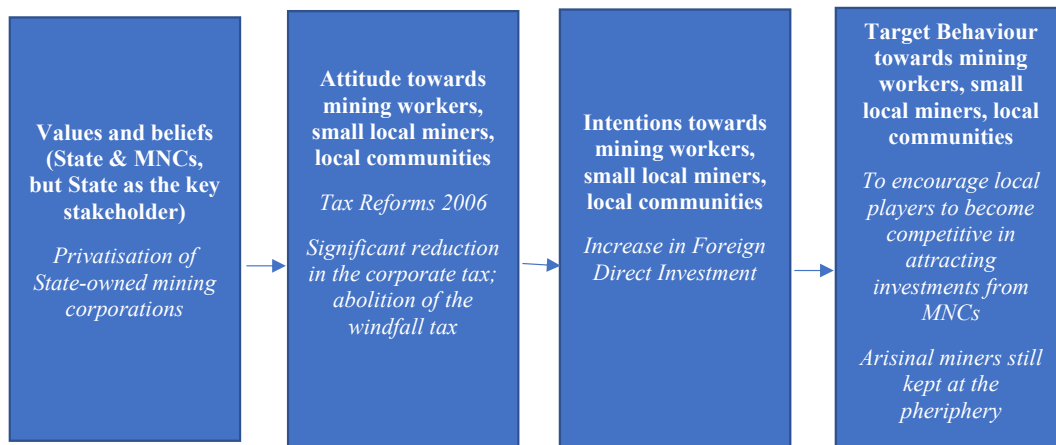 Values and beliefs
(State & MNCs,
but State as the key
stakeholder)
Privatisation of
State-owned mining
corporations
Attitude towards
mining workers,
small local miners,
local communities
Tax Reforms 2006
Significant reduction
in the corporate tax;
abolition of the
windfall tax
Intentions towards
mining workers,
small local miners,
local communities
Increase in Foreign
Direct Investment
Target Behaviour
towards mining
workers, small
local miners, local
communities
To encourage local
players to become
competitive in
attracting
investments from
MNCs
Arisinal miners still
kept at the
pheriphery